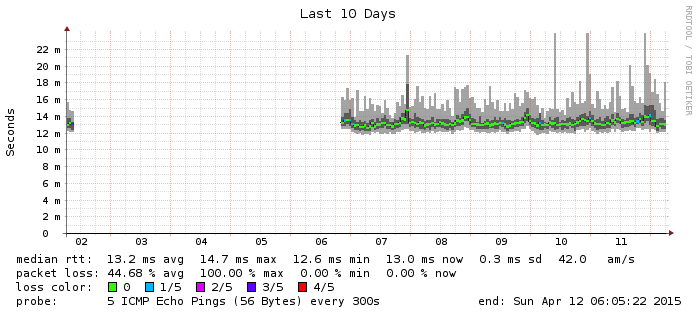 Last 10 Days
RRDTOOL / TOBI OETIKER
Seconds
22 m
20 m
18 m
16 m
14 m
12 m
10 m
8 m
6 m
4 m
2 m
0
02 03 04 05 06 07 08 09 10 11
median rtt: 13.2 ms avg 14.7 ms max 12.6 ms min 13.0 ms now 0.3 ms sd 42.0 am/s
packet loss: 44.68 % avg 100.00 % max 0.00 % min 0.00 % now
loss color: 0 1/5 2/5 3/5 4/5
probe: 5 ICMP Echo Pings (56 Bytes) every 300s end: Sun Apr 12 06:05:22 2015